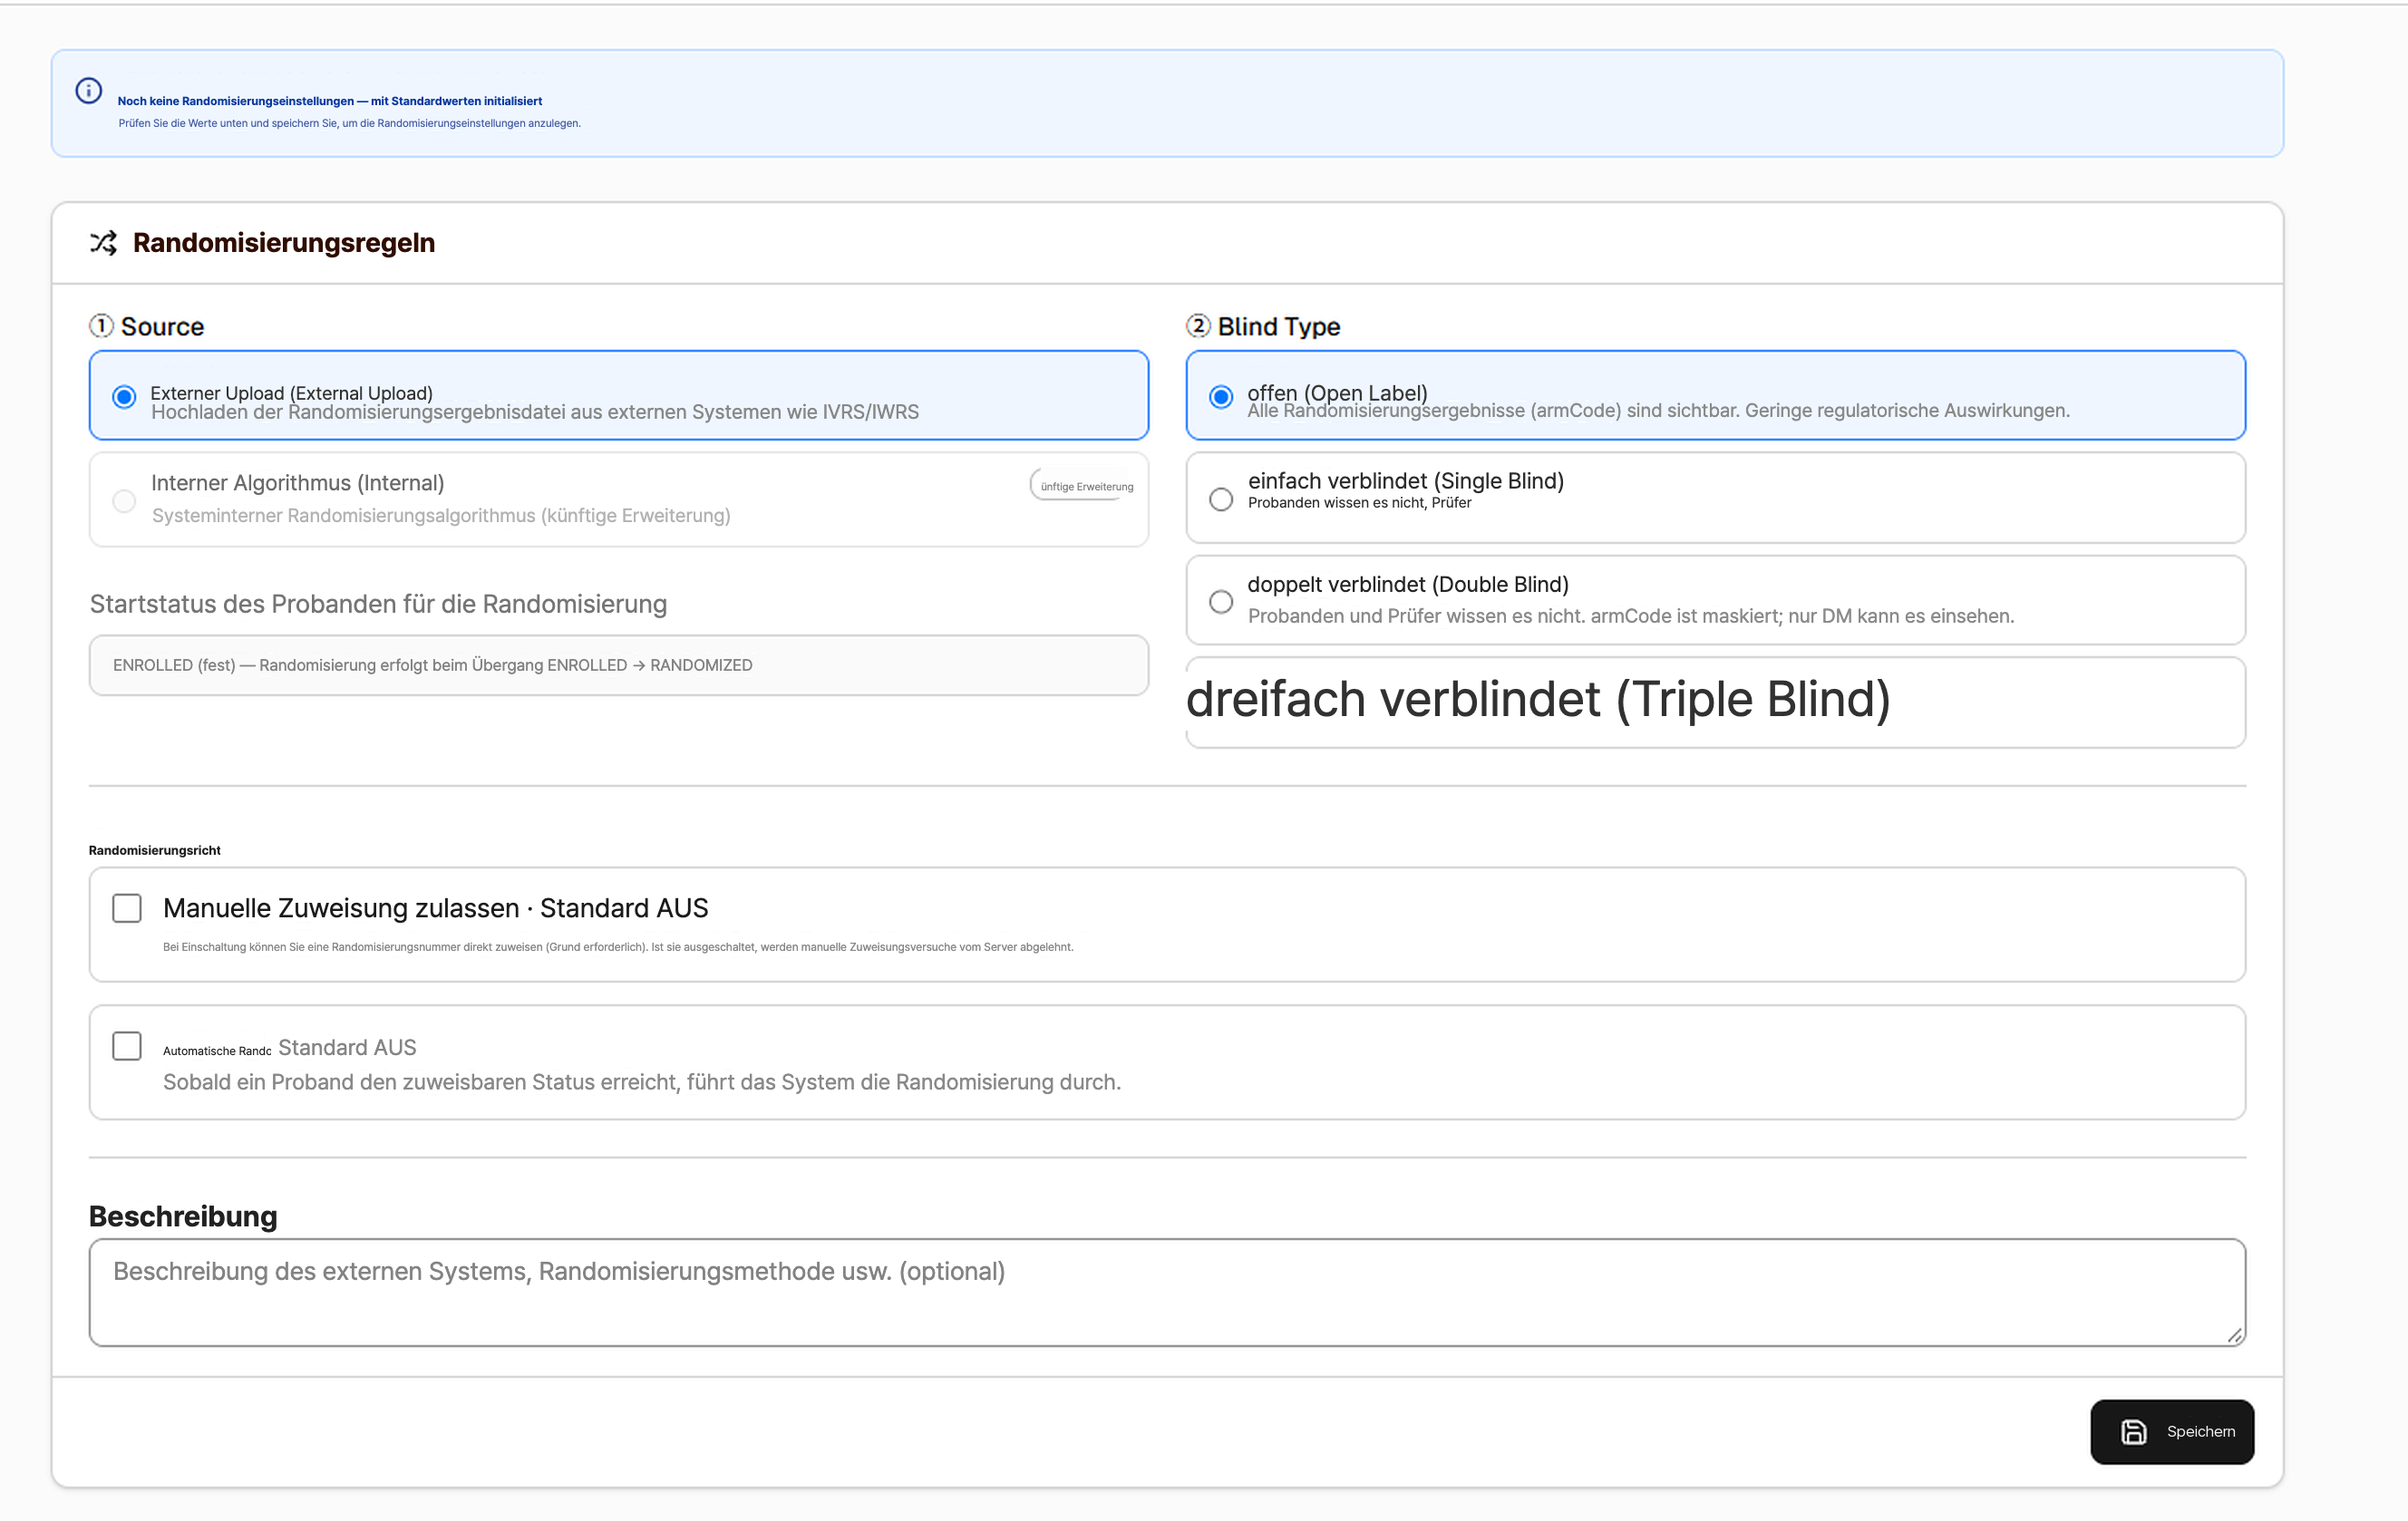 Noch keine Randomisierungseinstellungen — mit Standardwerten initialisiert
Prüfen Sie die Werte unten und speichern Sie, um die Randomisierungseinstellungen anzulegen.
Randomisierungsregeln
① Source
Externer Upload (External Upload)
Hochladen der Randomisierungsergebnisdatei aus externen Systemen wie IVRS/IWRS
Interner Algorithmus (Internal)
ünftige Erweiterung
Systeminterner Randomisierungsalgorithmus (künftige Erweiterung)
Startstatus des Probanden für die Randomisierung
ENROLLED (fest) — Randomisierung erfolgt beim Übergang ENROLLED → RANDOMIZED
② Blind Type
offen (Open Label)
Alle Randomisierungsergebnisse (armCode) sind sichtbar. Geringe regulatorische Auswirkungen.
einfach verblindet (Single Blind)
Probanden wissen es nicht, Prüfer
doppelt verblindet (Double Blind)
Probanden und Prüfer wissen es nicht. armCode ist maskiert; nur DM kann es einsehen.
dreifach verblindet (Triple Blind)
Randomisierungsricht
Manuelle Zuweisung zulassen · Standard AUS
Bei Einschaltung können Sie eine Randomisierungsnummer direkt zuweisen (Grund erforderlich). Ist sie ausgeschaltet, werden manuelle Zuweisungsversuche vom Server abgelehnt.
Automatische Rando Standard AUS
Sobald ein Proband den zuweisbaren Status erreicht, führt das System die Randomisierung durch.
Beschreibung
Beschreibung des externen Systems, Randomisierungsmethode usw. (optional)
Speichern